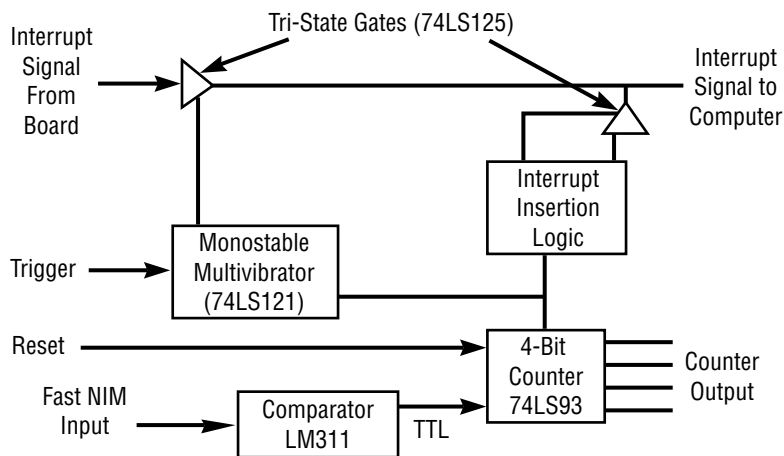 Tri-State Gates (74LS125)
Interrupt
Signal
From
Board
Interrupt
Signal to
Computer
Interrupt
Insertion
Logic
Monostable
Multivibrator
(74LS121)
Trigger
Reset
4-Bit
Counter
74LS93
Counter
Output
Fast NIM
Input
Comparator
LM311
TTL